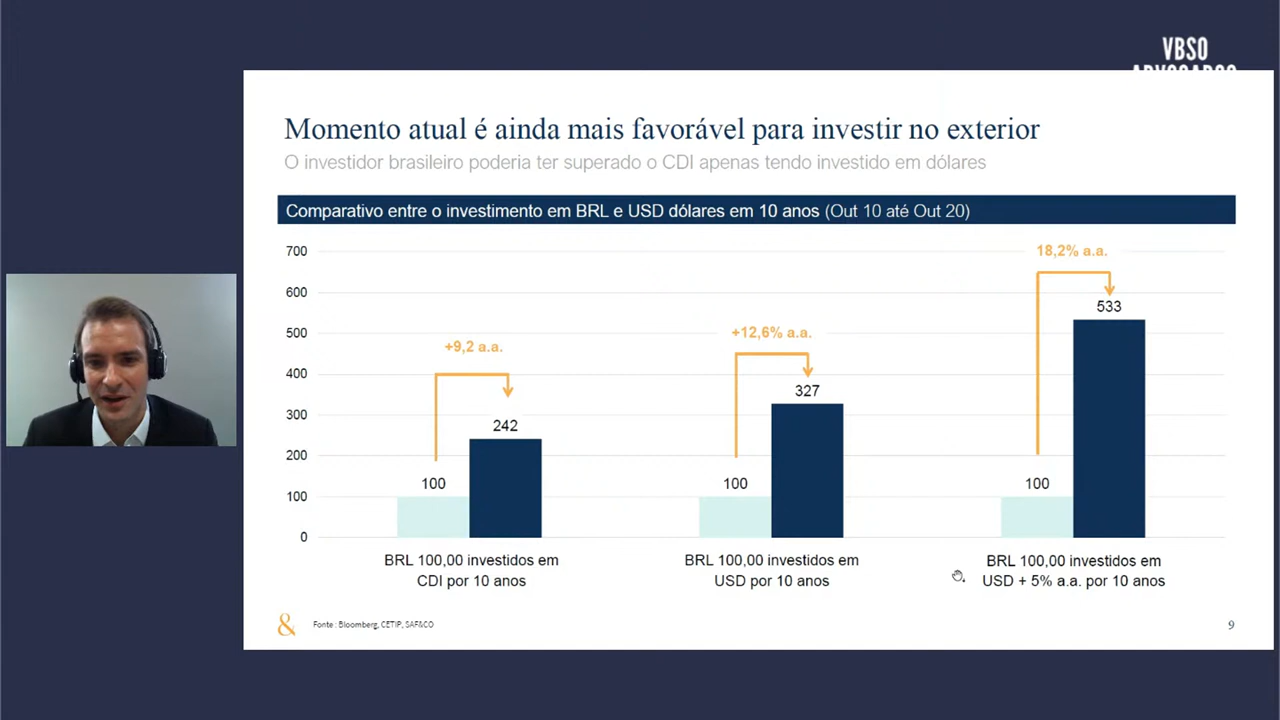 VBSO
ADVOGADOS
Momento atual é ainda mais favorável para investir no exterior
O investidor brasileiro poderia ter superado o CDI apenas tendo investido em dólares
Comparativo entre o investimento em BRL e USD dólares em 10 anos (Out 10 até Out 20)
700
600
500
400
300
200
100
0
+9,2 a.a.
242
100
BRL 100,00 investidos em
CDI por 10 anos
+12,6% a.a.
327
100
BRL 100,00 investidos em
USD por 10 anos
18,2% a.a.
533
100
BRL 100,00 investidos em
USD + 5% a.a. por 10 anos
&
Fonte : Bloomberg, CETIP, SAF&CO
9